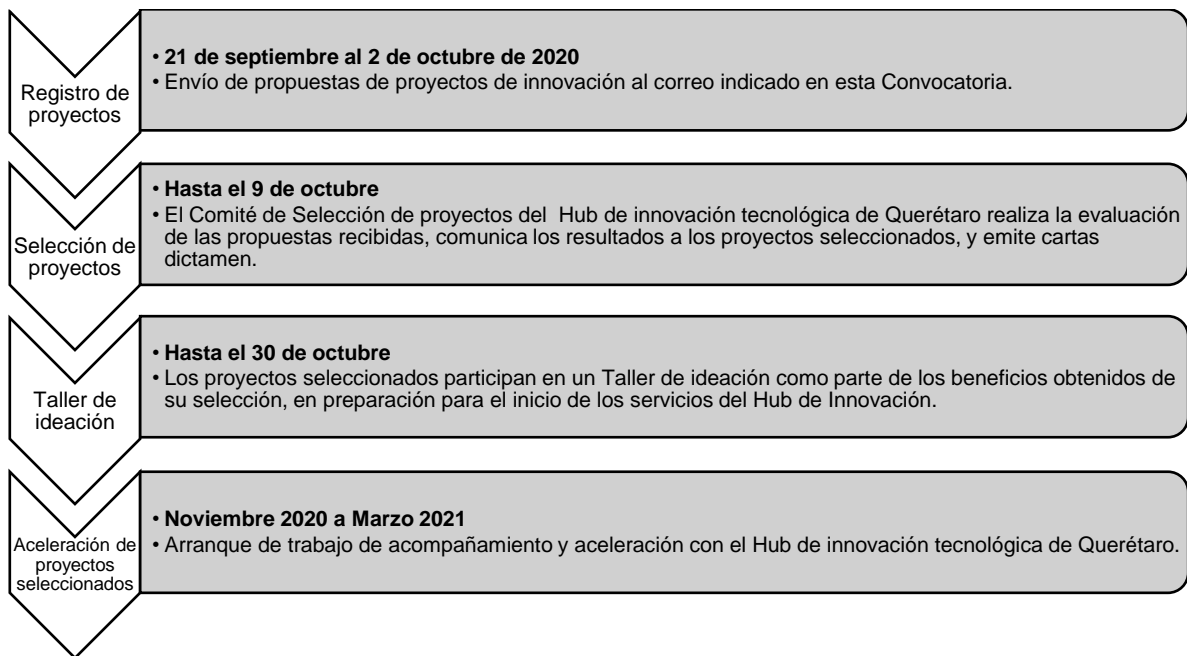 Registro de
proyectos
• 21 de septiembre al 2 de octubre de 2020
• Envío de propuestas de proyectos de innovación al correo indicado en esta Convocatoria.
Selección de
proyectos
• Hasta el 9 de octubre
• El Comité de Selección de proyectos del Hub de innovación tecnológica de Querétaro realiza la evaluación
de las propuestas recibidas, comunica los resultados a los proyectos seleccionados, y emite cartas
dictamen.
Taller de
ideación
• Hasta el 30 de octubre
• Los proyectos seleccionados participan en un Taller de ideación como parte de los beneficios obtenidos de
su selección, en preparación para el inicio de los servicios del Hub de Innovación.
Aceleración de
proyectos
seleccionados
• Noviembre 2020 a Marzo 2021
• Arranque de trabajo de acompañamiento y aceleración con el Hub de innovación tecnológica de Querétaro.